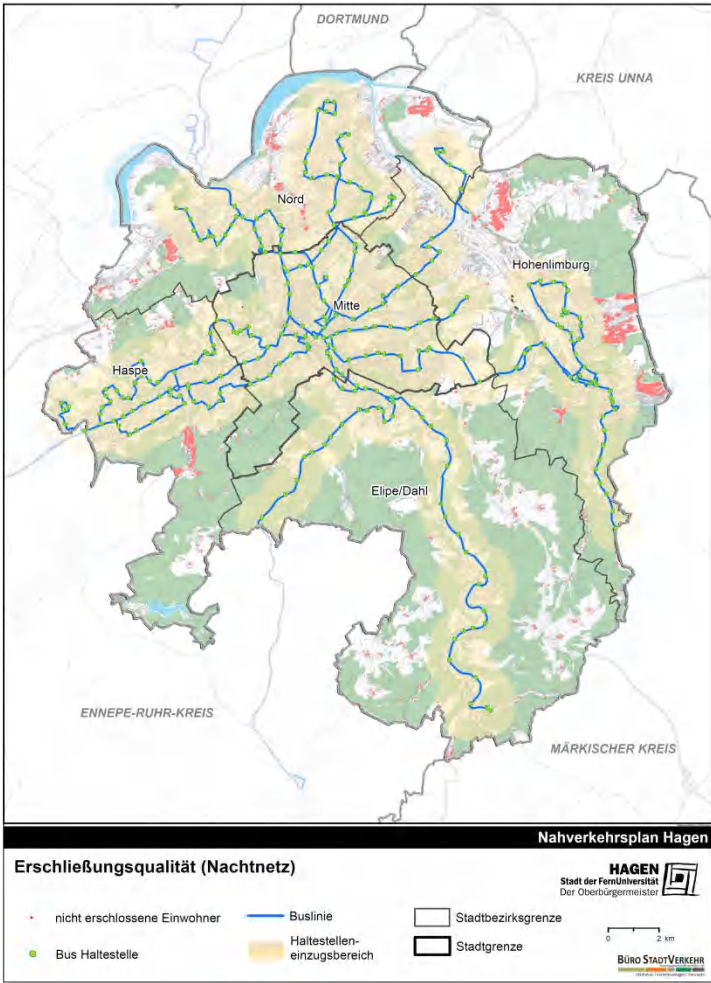 DORTMUND
KREIS UNNA
Nord
Hohenlimburg
Mitte
Haspe
Elipe/Dahl
ENNEPE-RUHR-KREIS
MÄRKISCHER KREIS
Nahverkehrsplan Hagen
Erschließungsqualität (Nachtnetz)
HAGEN
Stadt der FernUniversität
Der Oberbürgermeister
nicht erschlossene Einwohner
Buslinie
Stadtbezirksgrenze
Bus Haltestelle
Haltestellen-
einzugsbereich
Stadtgrenze
0 2 km
BÜRO STADTVERKEHR